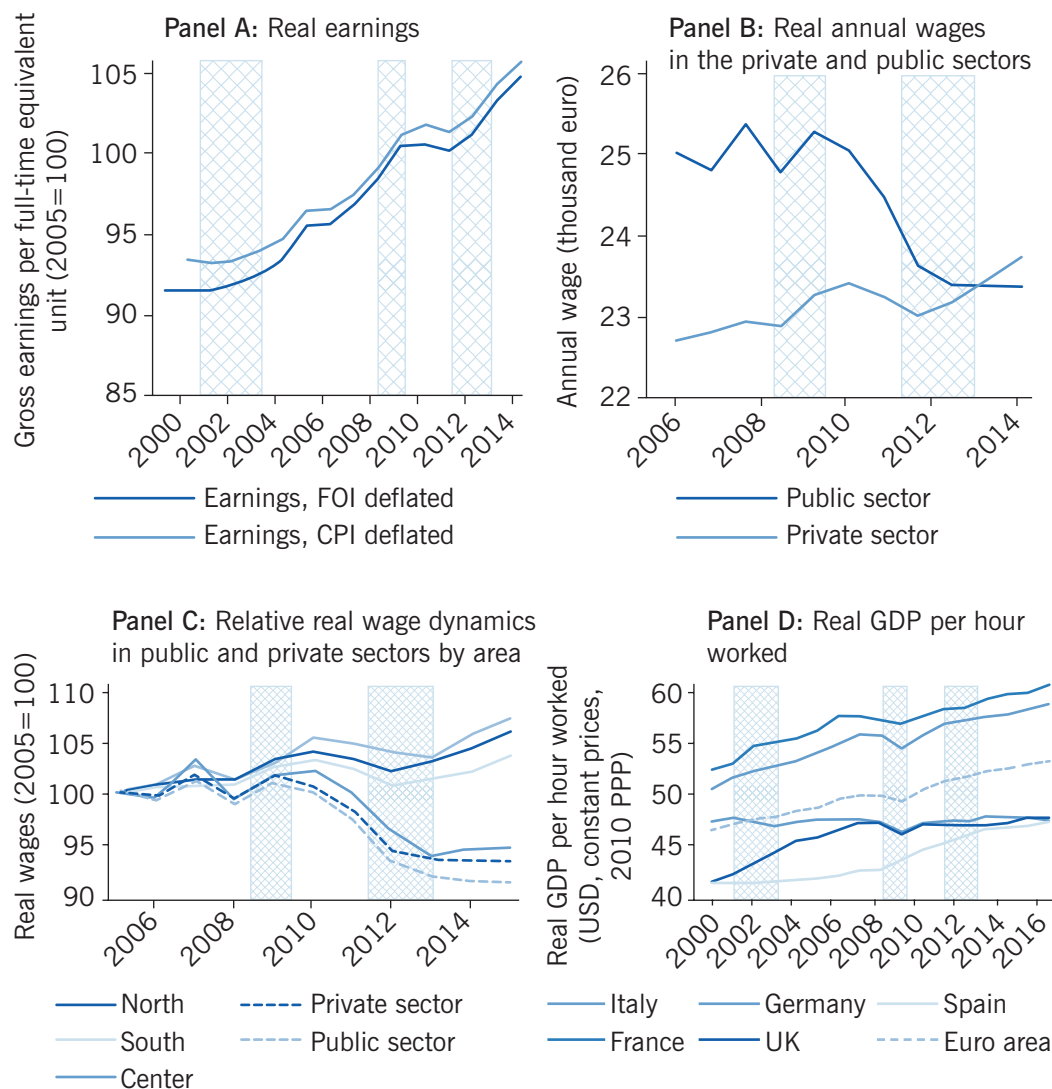 Panel A: Real earnings
Gross earnings per full-time equivalent
unit (2005=100)
105
100
95
90
85
2000
2002
2004
2006
2008
2010
2012
2014
Earnings, FOI deflated
Earnings, CPI deflated
Panel B: Real annual wages
in the private and public sectors
Annual wage (thousand euro)
26
25
24
23
22
2006
2008
2010
2012
2014
Public sector
Private sector
Panel C: Relative real wage dynamics
in public and private sectors by area
Real wages (2005=100)
110
105
100
95
90
2006
2008
2010
2012
2014
North
Private sector
South
Public sector
Center
Panel D: Real GDP per hour
worked
Real GDP per hour worked
(USD, constant prices,
2010 PPP)
60
55
50
45
40
2000
2002
2004
2006
2008
2010
2012
2014
2016
Italy
Germany
Spain
France
UK
Euro area